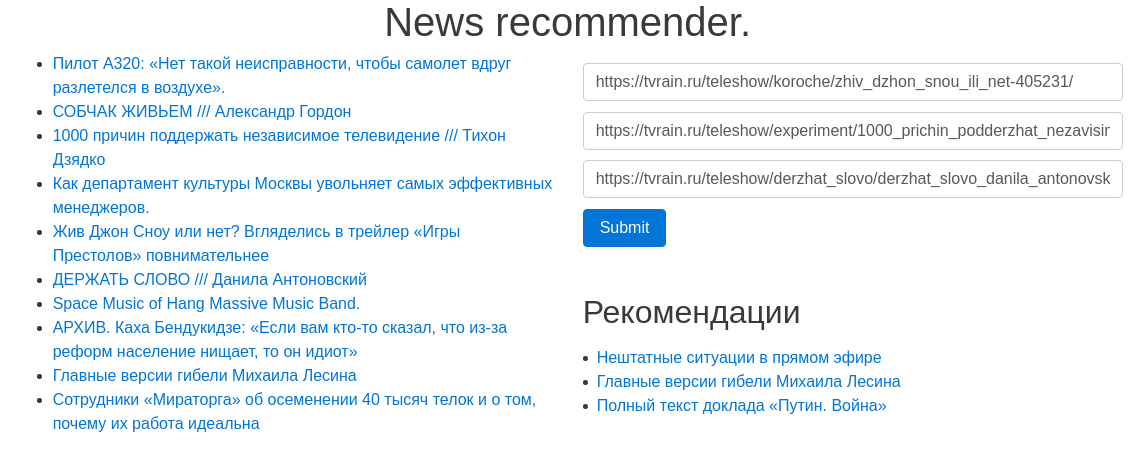 News recommender.
Пилот A320: «Нет такой неисправности, чтобы самолет вдруг
разлетелся в воздухе».
СОБЧАК ЖИВЬЕМ /// Александр Гордон
1000 причин поддержать независимое телевидение /// Тихон
Дзядко
Как департамент культуры Москвы увольняет самых эффективных
менеджеров.
Жив Джон Сноу или нет? Вгляделись в трейлер «Игры
Престолов» повнимательнее
ДЕРЖАТЬ СЛОВО /// Данила Антоновский
Space Music of Hang Massive Music Band.
АРХИВ. Каха Бендукидзе: «Если вам кто-то сказал, что из-за
реформ население нищает, то он идиот»
Главные версии гибели Михаила Лесина
Сотрудники «Мираторга» об осеменении 40 тысяч телок и о том,
почему их работа идеальна
https://tvrain.ru/teleshow/koroche/zhiv_dzhon_snou_ili_net-405231/
https://tvrain.ru/teleshow/experiment/1000_prichin_podderzhat_nezavisir
https://tvrain.ru/teleshow/derzhat_slovo/derzhat_slovo_danila_antonovsk
Submit
Рекомендации
Нештатные ситуации в прямом эфире
Главные версии гибели Михаила Лесина
Полный текст доклада «Путин. Война»